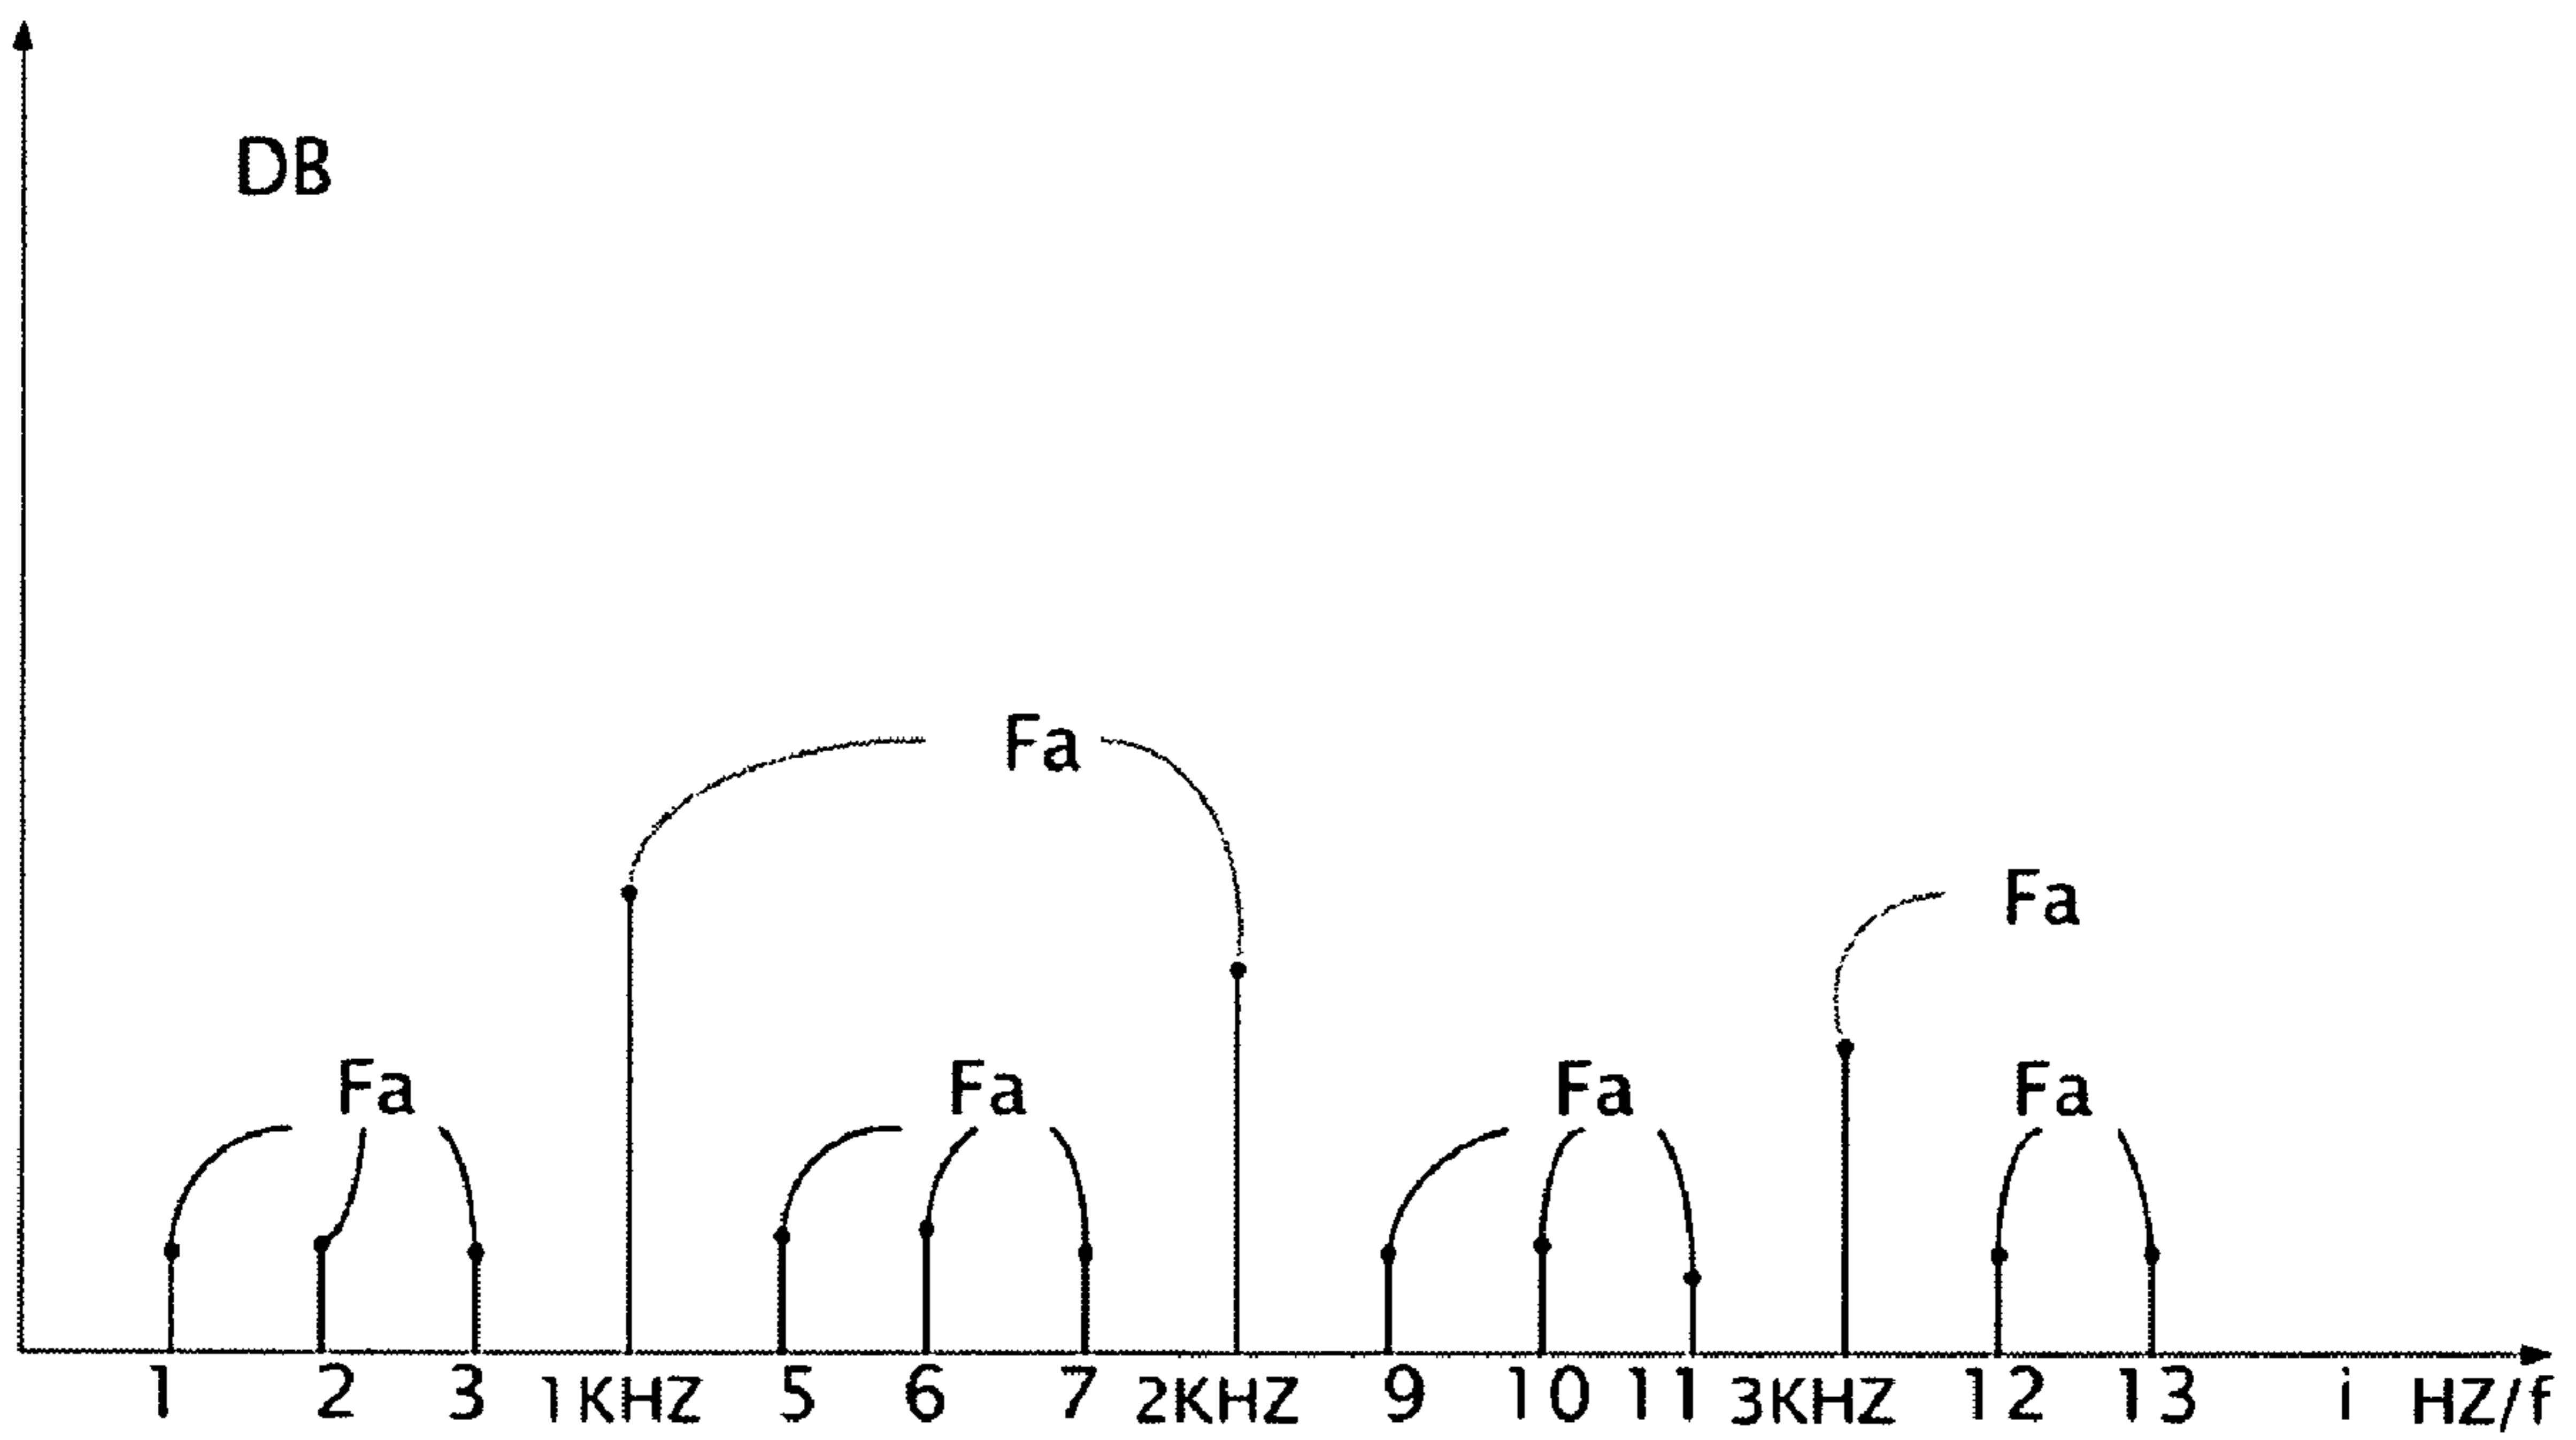 DB
Fa
Fa
Fa Fa Fa Fa
1 2 3 1KHZ 5 6 7 2KHZ 9 10 11 3KHZ 12 13 i HZ/f